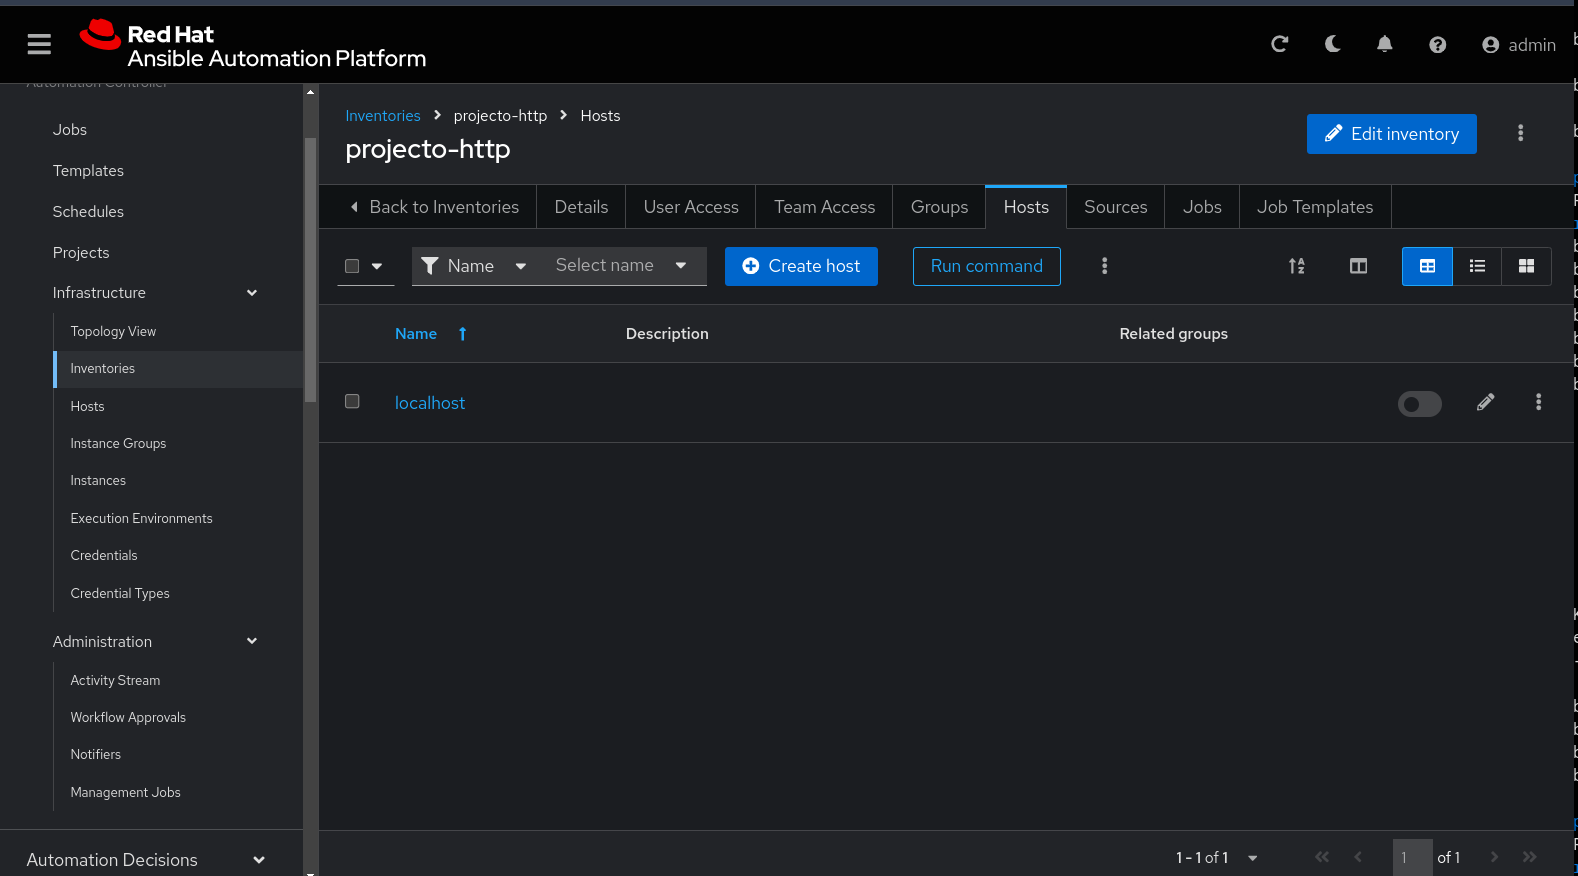 Red Hat
Ansible Automation Platform
admin
Automation Controller
Jobs
Templates
Schedules
Projects
Infrastructure
Topology View
Inventories
Hosts
Instance Groups
Instances
Execution Environments
Credentials
Credential Types
Administration
Activity Stream
Workflow Approvals
Notifiers
Management Jobs
Automation Decisions
Inventories projecto-http Hosts
projecto-http
Edit inventory
Back to Inventories Details User Access Team Access Groups Hosts Sources Jobs Job Templates
Name Select name Create host Run command
Name Description Related groups
localhost
1 - 1 of 1 1 of 1